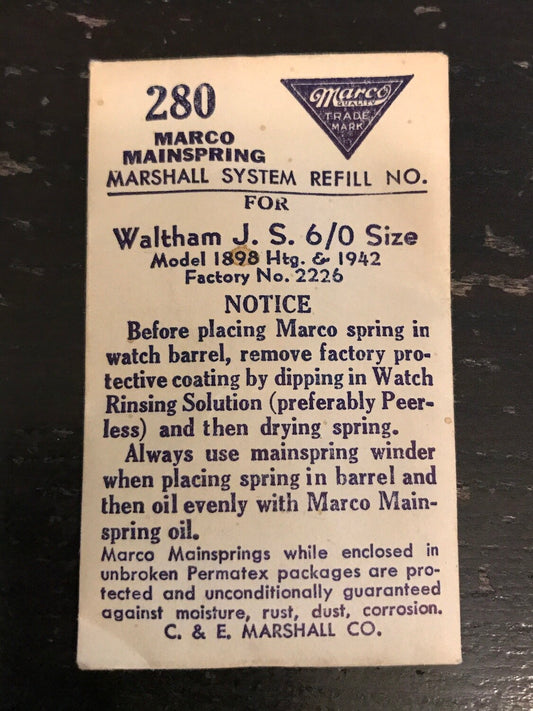 280
Marco
QUALITY
TRADE
MARK
MARCO
MAINSPRING
MARSHALL SYSTEM REFILL NO.
FOR
Waltham J. S. 6/0 Size
Model 1898 Htg. & 1942
Factory No. 2226
NOTICE
Before placing Marco spring in
watch barrel, remove factory pro-
tective coating by dipping in Watch
Rinsing Solution (preferably Peer-
less) and then drying spring.
Always use mainspring winder
when placing spring in barrel and
then oil evenly with Marco Main-
spring oil.
Marco Mainsprings while enclosed in
unbroken Permatex packages are pro-
tected and unconditionally guaranteed
against moisture, rust, dust, corrosion.
C. & E. MARSHALL CO.